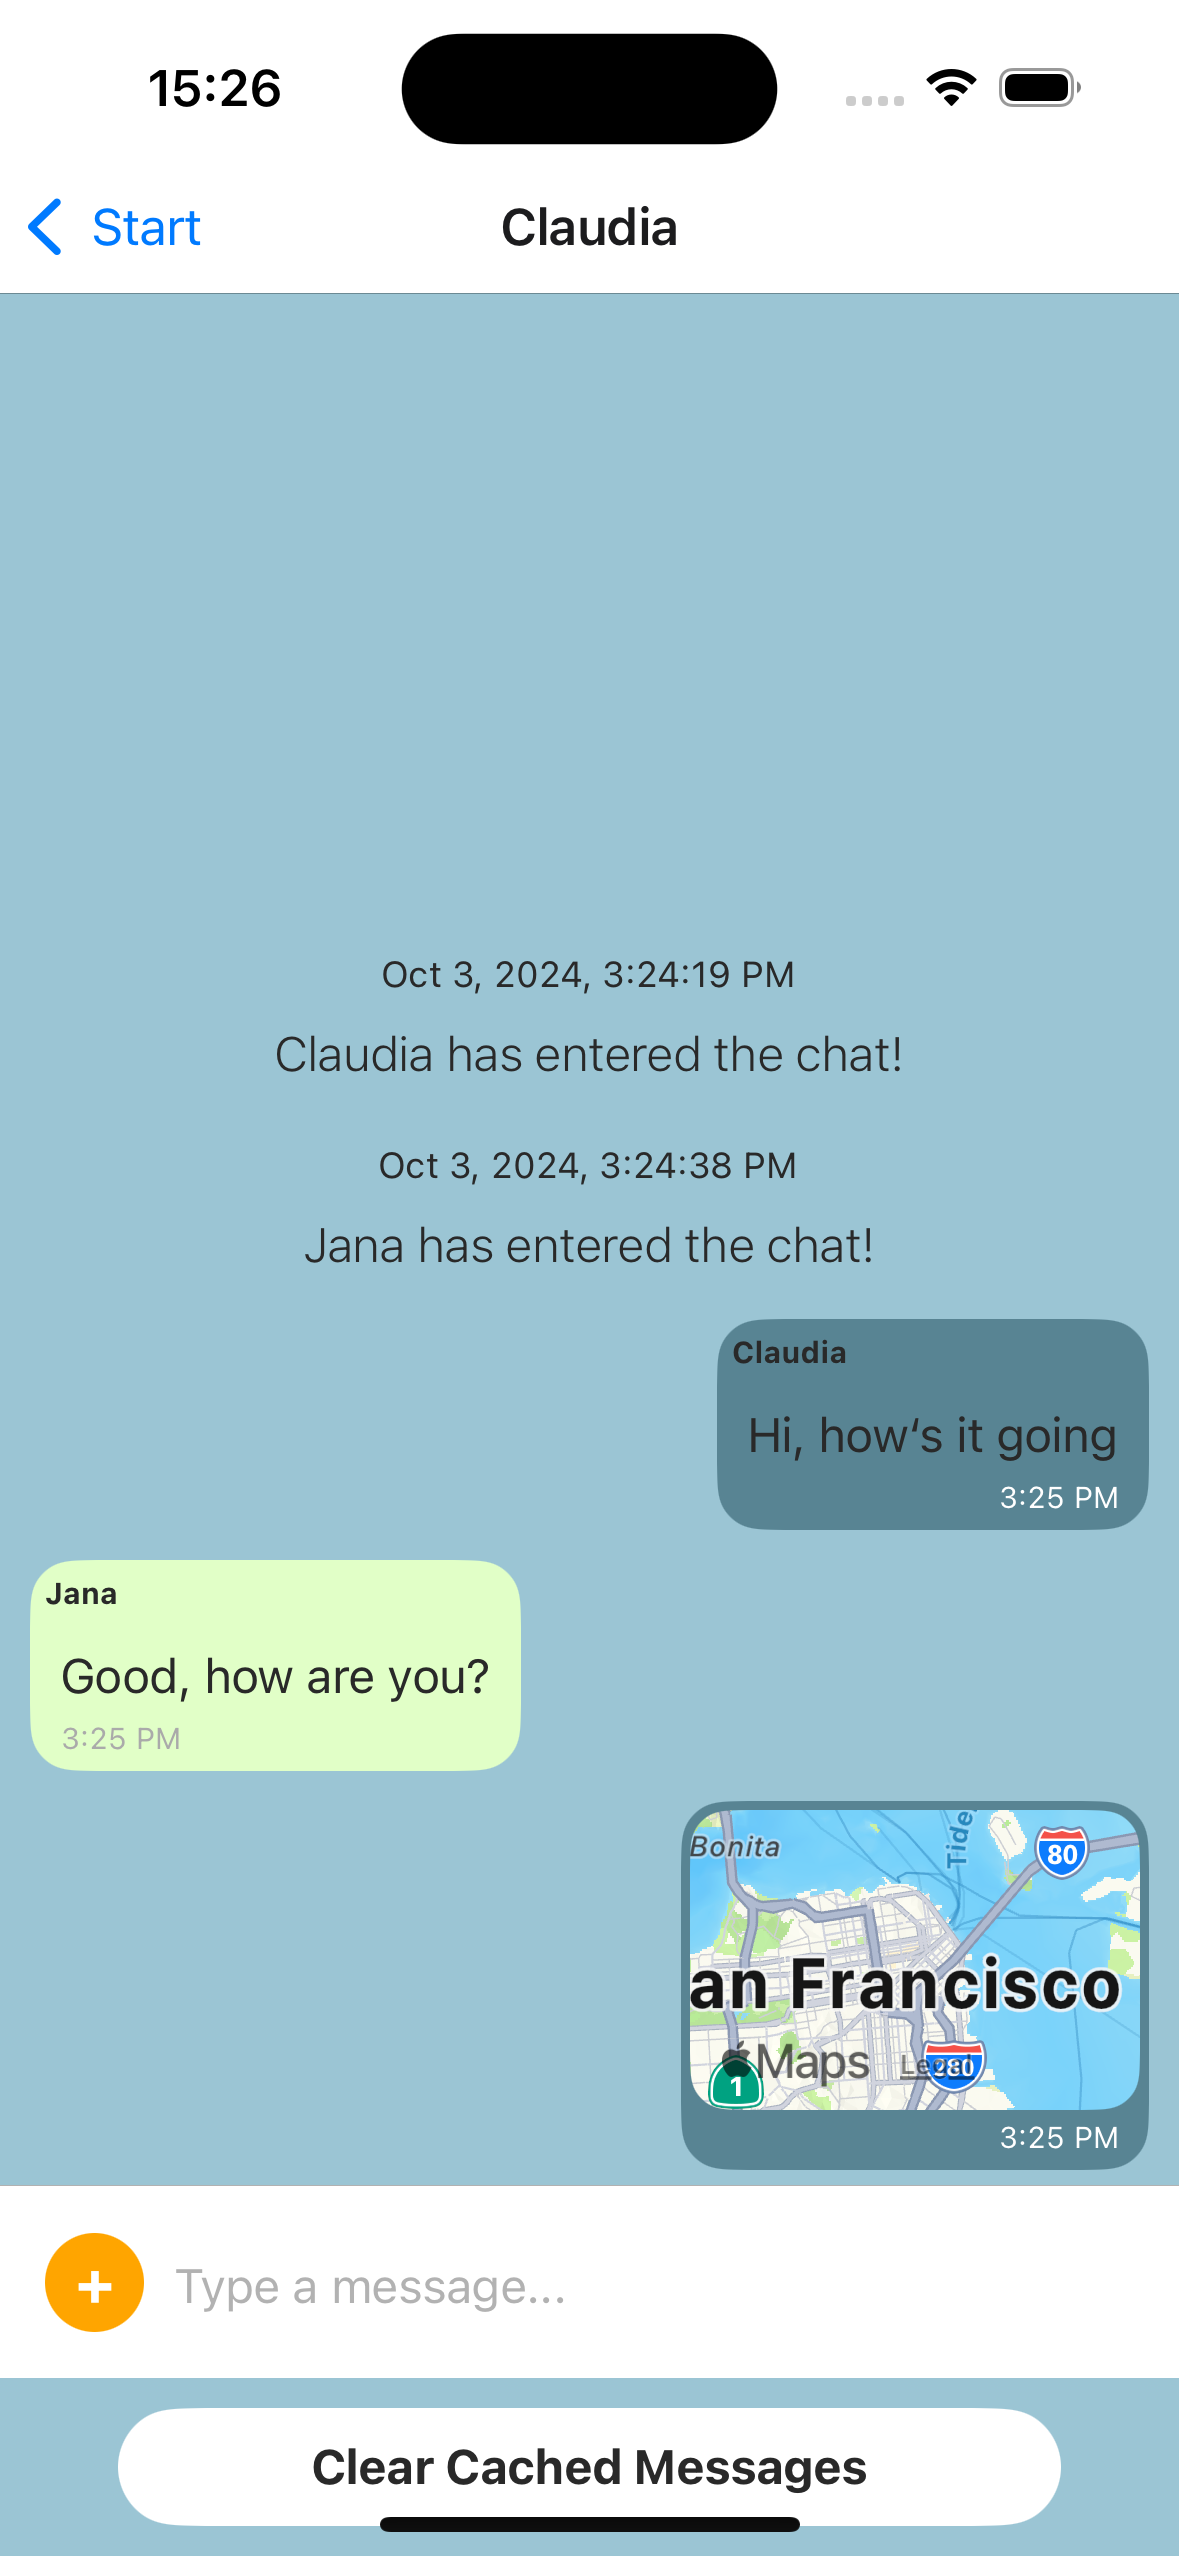 15:26
Start
Claudia
Oct 3, 2024, 3:24:19 PM
Claudia has entered the chat!
Oct 3, 2024, 3:24:38 PM
Jana has entered the chat!
Claudia
Hi, how‘s it going
3:25 PM
Jana
Good, how are you?
3:25 PM
Bonita
Tide
80
an Francisco
Maps
Legal
280
1
3:25 PM
+
Type a message...
Clear Cached Messages